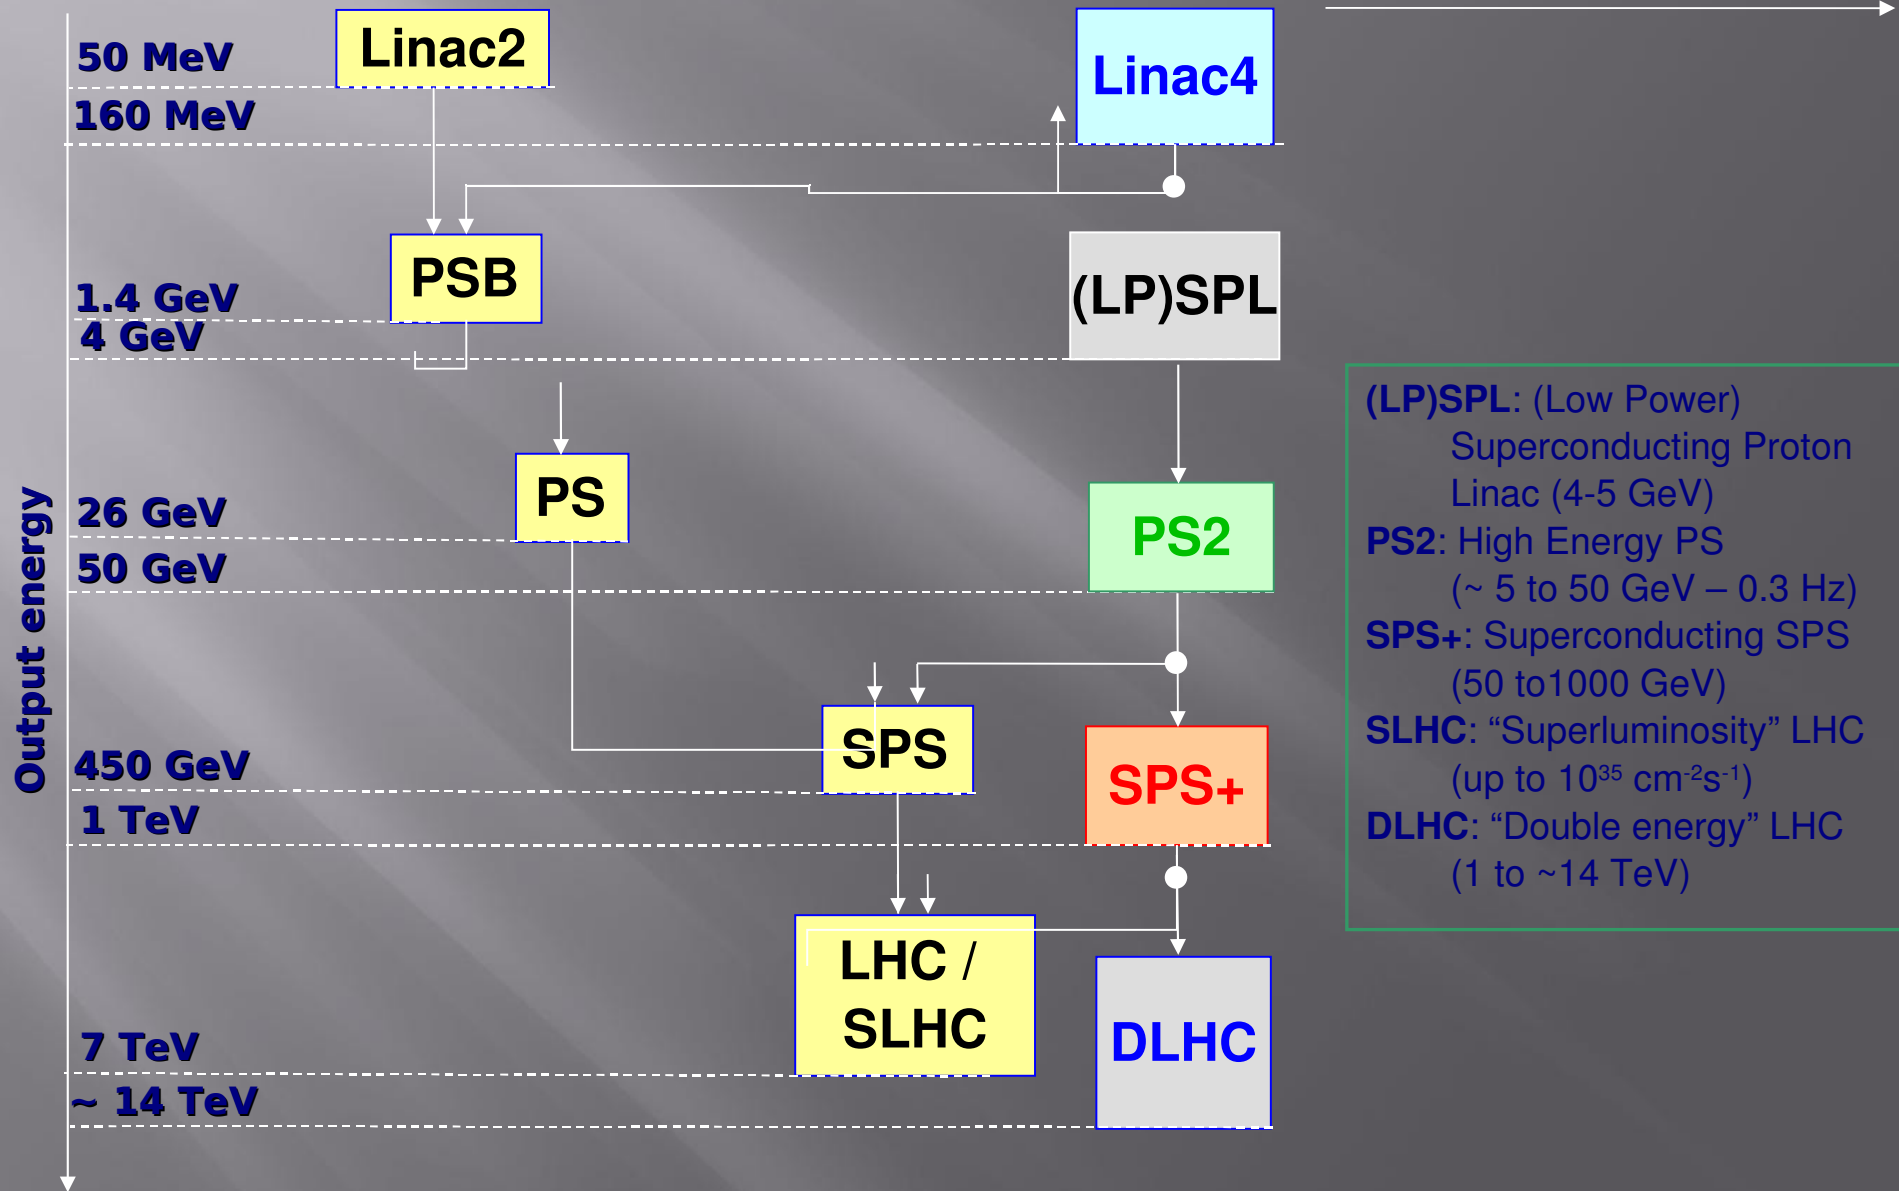 50 MeV
160 MeV
Linac2
Linac4
PSB
(LP)SPL
1.4 GeV
4 GeV
PS
PS2
26 GeV
50 GeV
Output energy
SPS
SPS+
450 GeV
1 TeV
LHC /
SLHC
DLHC
7 TeV
~ 14 TeV
(LP)SPL: (Low Power)
Superconducting Proton
Linac (4-5 GeV)
PS2: High Energy PS
(~ 5 to 50 GeV – 0.3 Hz)
SPS+: Superconducting SPS
(50 to1000 GeV)
SLHC: “Superluminosity” LHC
(up to 10³⁵ cm⁻²s⁻¹)
DLHC: “Double energy” LHC
(1 to ~14 TeV)